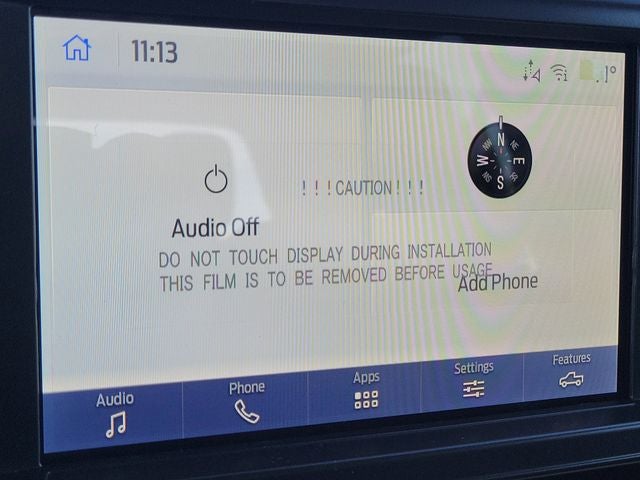 11:13
! ! ! CAUTION ! ! !
N
W E
S
Audio Off
DO NOT TOUCH DISPLAY DURING INSTALLATION
THIS FILM IS TO BE REMOVED BEFORE USAGE
Add Phone
Audio
Phone
Apps
Settings
Features